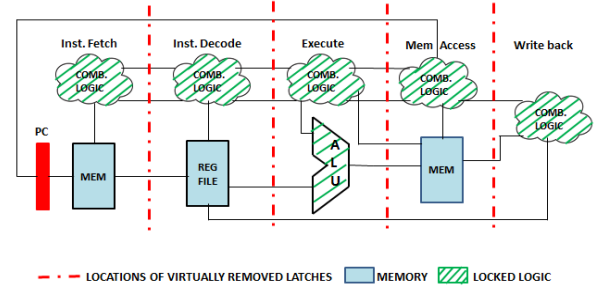 Inst. Fetch
Inst. Decode
Execute
Mem Access
Write back
COMB.
LOGIC
COMB.
LOGIC
COMB.
LOGIC
COMB.
LOGIC
COMB.
LOGIC
PC
MEM
REG
FILE
A
L
U
MEM
LOCATIONS OF VIRTUALLY REMOVED LATCHES
MEMORY
LOCKED LOGIC